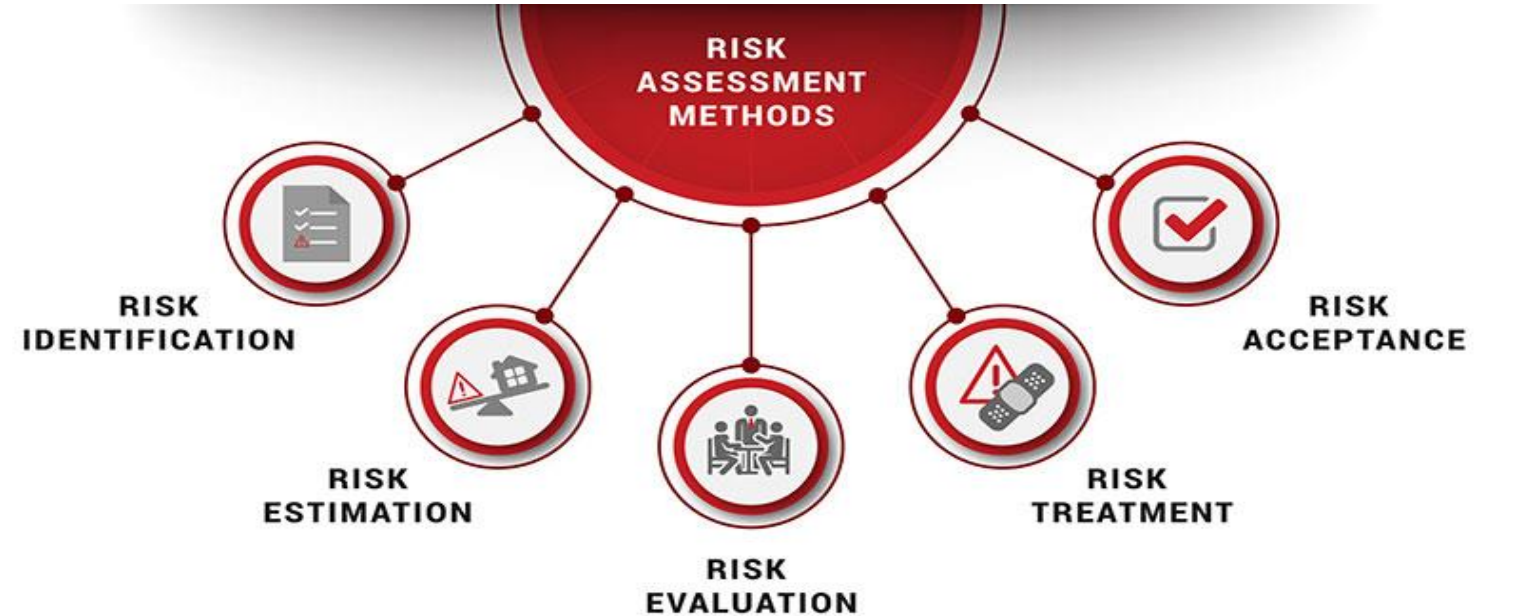 RISK
ASSESSMENT
METHODS
RISK
IDENTIFICATION
RISK
ESTIMATION
RISK
EVALUATION
RISK
TREATMENT
RISK
ACCEPTANCE